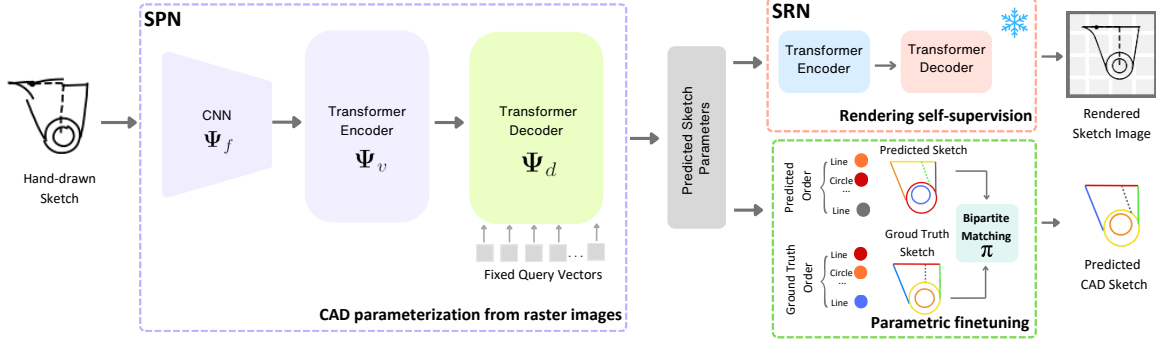 SPN
Hand-drawn
Sketch
CNN
Ψf
Transformer
Encoder
Ψv
Transformer
Decoder
Ψd
...
Fixed Query Vectors
CAD parameterization from raster images
Predicted Sketch
Parameters
SRN
Transformer
Encoder
Transformer
Decoder
Rendering self-supervision
Rendered
Sketch Image
Predicted
Order
Line
Circle
...
Line
Predicted Sketch
Ground Truth
Order
Line
Circle
...
Line
Groud Truth
Sketch
Bipartite
Matching
π
Parametric finetuning
Predicted
CAD Sketch